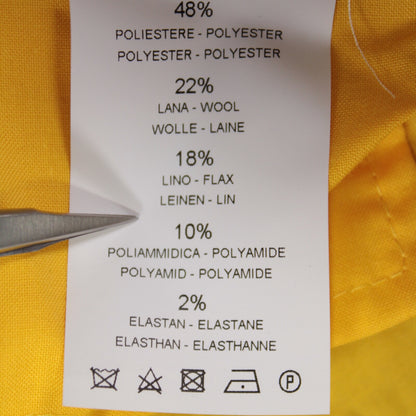 48%
POLIESTERE - POLYESTER
POLYESTER - POLYESTER
22%
LANA - WOOL
WOLLE - LAINE
18%
LINO - FLAX
LEINEN - LIN
10%
POLIAMMIDICA - POLYAMIDE
POLYAMID - POLYAMIDE
2%
ELASTAN - ELASTANE
ELASTHAN - ELASTHANNE
P